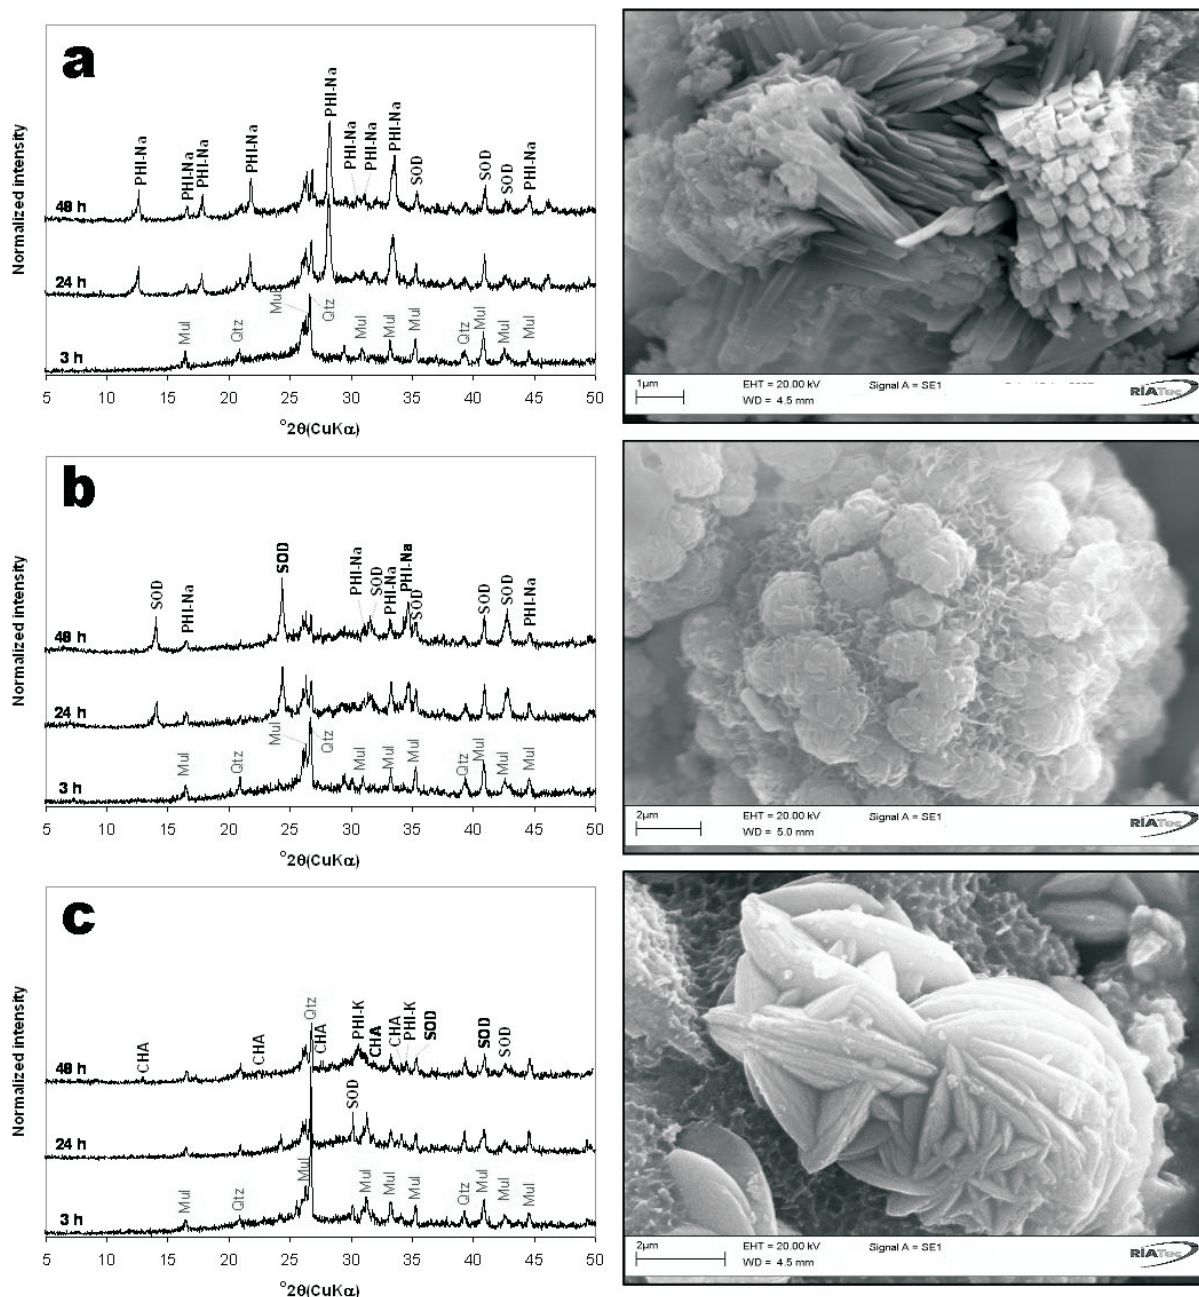 a
Normalized intensity
PHI-Na
PHI-Na
PHI-Na
PHI-Na
PHI-Na
PHI-Na
PHI-Na
PHI-Na
SOD
SOD
SOD
PHI-Na
48 h
24 h
3 h
Mul
Qtz
Mul
Qtz
Mul
Mul
Mul
Qtz
Mul
Mul
Mul
5 10 15 20 25 30 35 40 45 50
°2θ(CuKα)
1µm
EHT = 20.00 kV
WD = 4.5 mm
Signal A = SE1
RIATec
b
Normalized intensity
SOD
PHI-Na
SOD
PHI-Na
SOD
PHI-Na
PHI-Na
SOD
SOD
SOD
PHI-Na
48 h
24 h
3 h
Mul
Qtz
Mul
Qtz
Mul
Mul
Mul
Qtz
Mul
Mul
Mul
5 10 15 20 25 30 35 40 45 50
°2θ(CuKα)
2µm
EHT = 20.00 kV
WD = 5.0 mm
Signal A = SE1
RIATec
c
Normalized intensity
CHA
CHA
Qtz
CHA
PHI-K
CHA
CHA
PHI-K
SOD
SOD
SOD
48 h
SOD
24 h
3 h
Mul
Qtz
Mul
Mul
Mul
Mul
Qtz
Mul
Mul
Mul
5 10 15 20 25 30 35 40 45 50
°2θ(CuKα)
2µm
EHT = 20.00 kV
WD = 4.5 mm
Signal A = SE1
RIATec